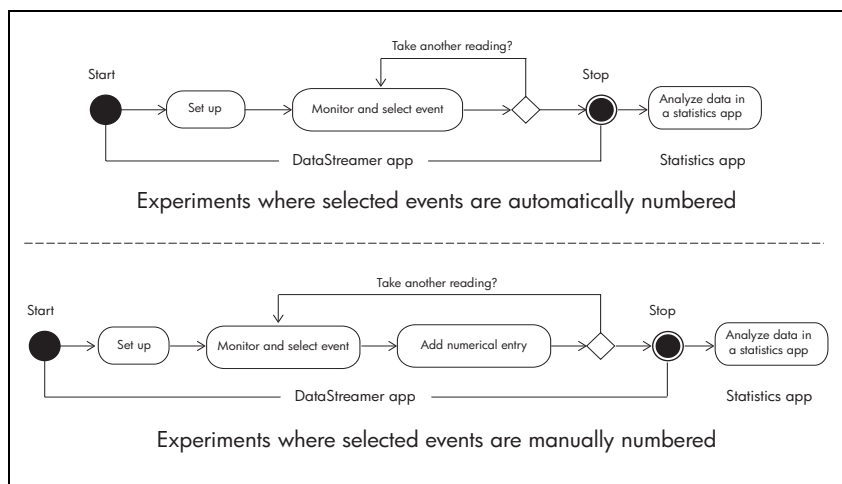 Take another reading?
Start
Stop
Set up
Monitor and select event
Analyze data in
a statistics app
DataStreamer app
Statistics app
Experiments where selected events are automatically numbered
Take another reading?
Start
Stop
Set up
Monitor and select event
Add numerical entry
Analyze data in
a statistics app
DataStreamer app
Statistics app
Experiments where selected events are manually numbered